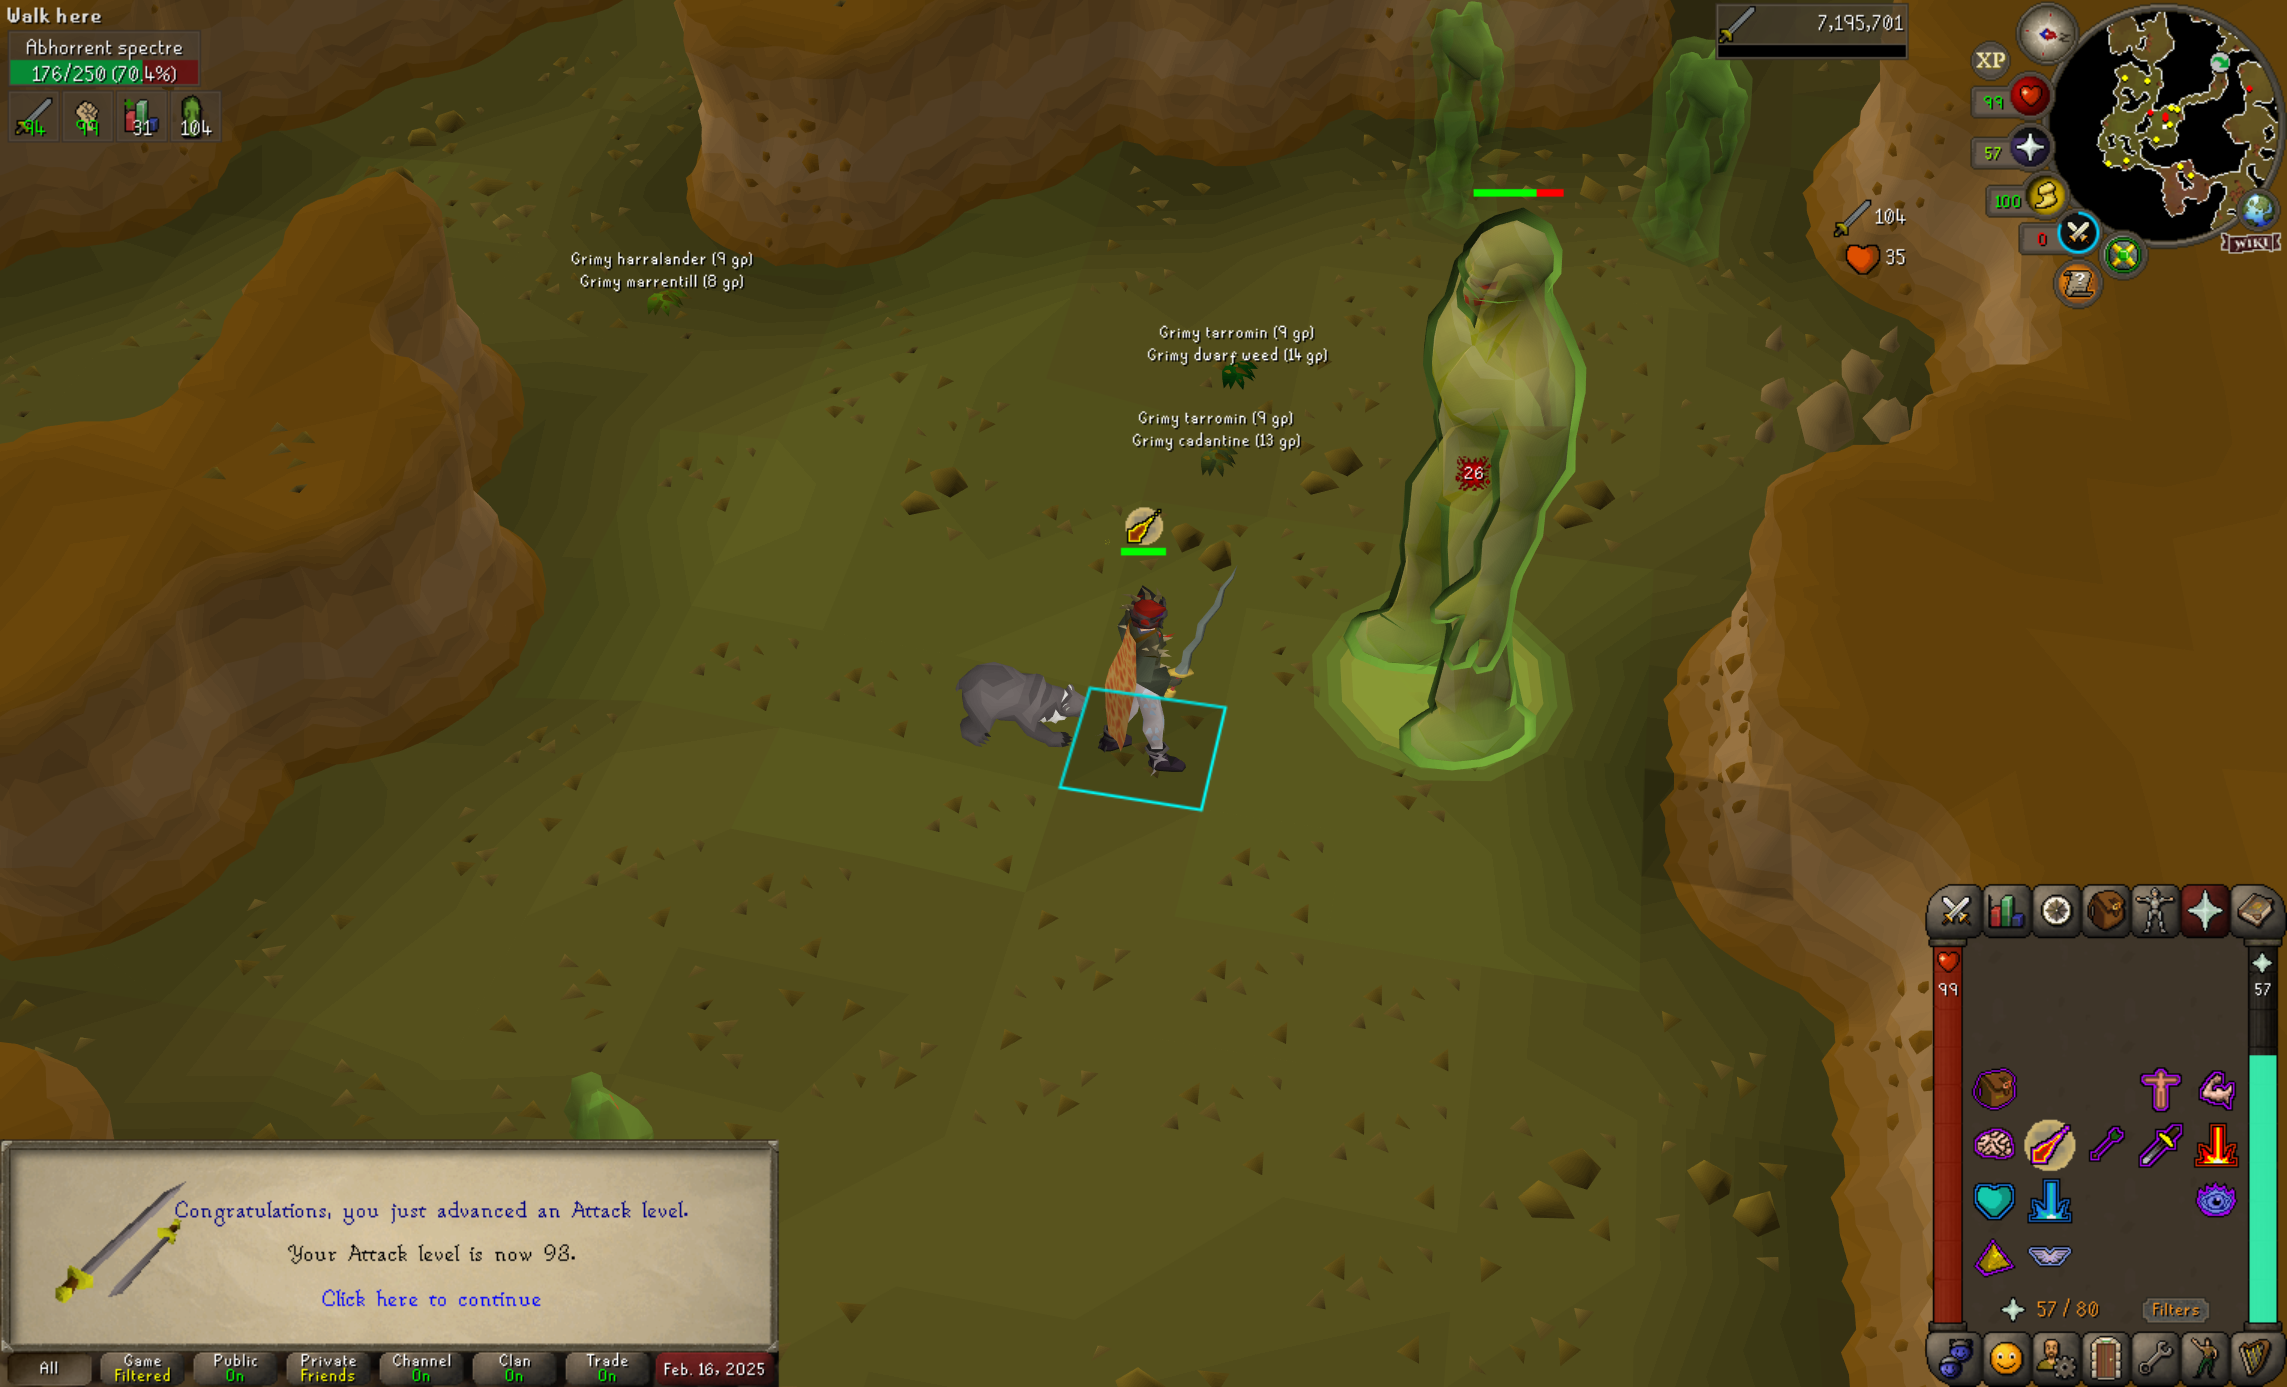 Walk here
Abhorrent spectre
176/250 (70.4%)
94
99
31
104
7,195,701
XP
99
57
100
0
WIKI
104
35
Grimy harralander (9 gp)
Grimy marrentill (8 gp)
Grimy tarromin (9 gp)
Grimy dwarf weed (14 gp)
Grimy tarromin (9 gp)
Grimy cadantine (13 gp)
26
99
57
57 / 80
Filters
Congratulations, you just advanced an Attack level.
Your Attack level is now 93.
Click here to continue
All
Game
Filtered
Public
On
Private
Friends
Channel
On
Clan
On
Trade
On
Feb. 16, 2025